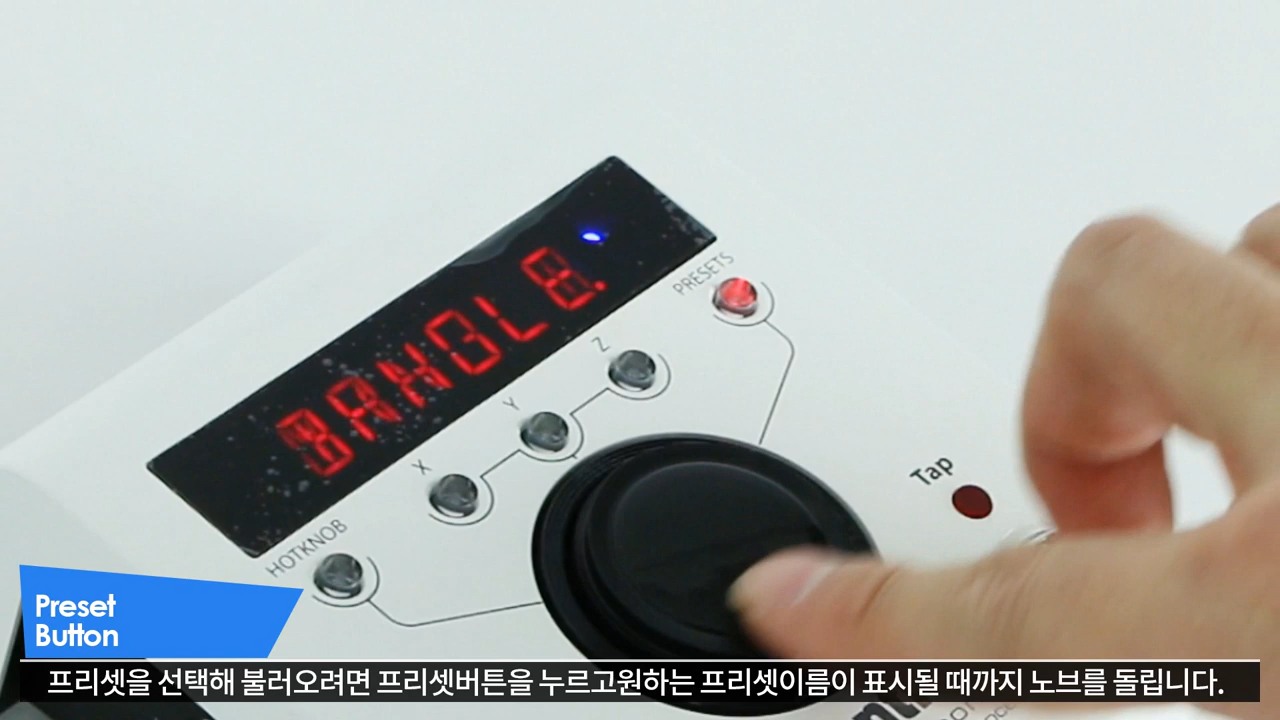 PRESETS
Z
Y
X
HOTKNOB
Tap
Preset
Button
프리셋을 선택해 불러오려면 프리셋버튼을 누르고원하는 프리셋이름이 표시될 때까지 노브를 돌립니다.